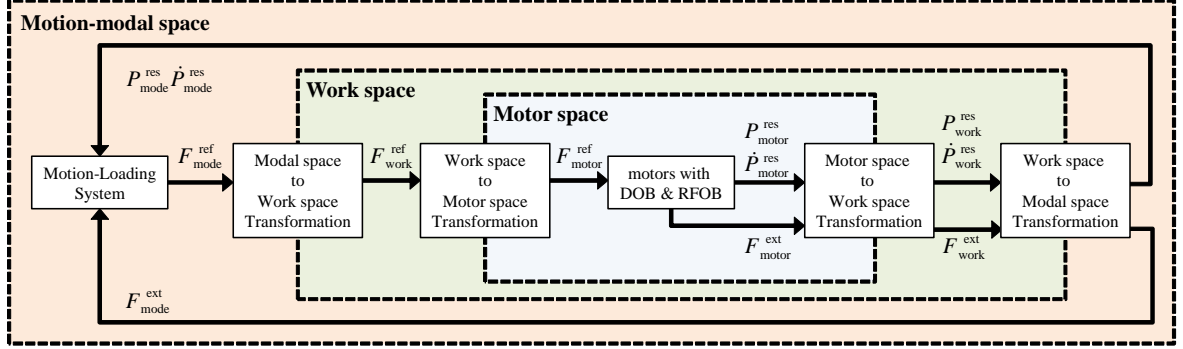 Motion-modal space
P_mode^res Ṗ_mode^res
Work space
Motor space
Motion-Loading
System
F_mode^ref
Modal space
to
Work space
Transformation
F_work^ref
Work space
to
Motor space
Transformation
F_motor^ref
motors with
DOB & RFOB
P_motor^res
Ṗ_motor^res
F_motor^ext
Motor space
to
Work space
Transformation
P_work^res
Ṗ_work^res
F_work^ext
Work space
to
Modal space
Transformation
F_mode^ext